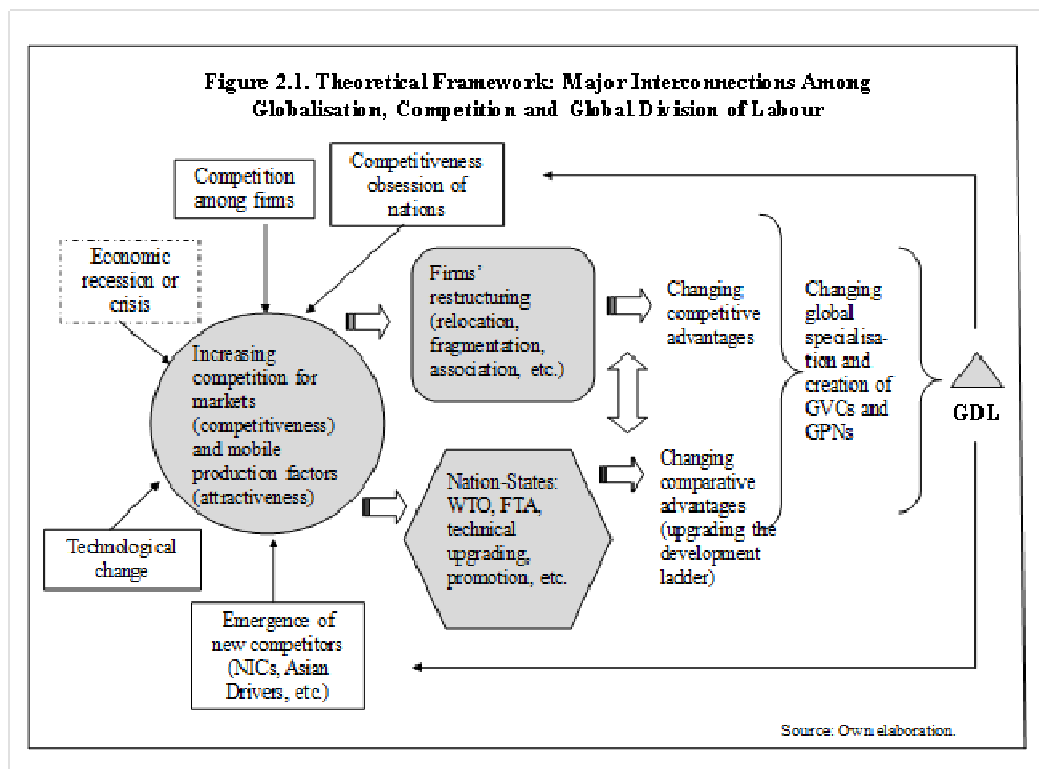 Figure 2.1. Theoretical Framework: Major Interconnections Among
Globalisation, Competition and Global Division of Labour
Competitiveness
obsession of
nations
Competition
among firms
Economic
recession or
crisis
Firms'
restructuring
(relocation,
fragmentation,
association, etc.)
Changing
competitive
advantages
Changing
global
specialisa-
tion and
creation of
GVCs and
GPNs
GDL
Increasing
competition for
markets
(competitiveness)
and mobile
production factors
(attractiveness)
Nation-States:
WTO, FTA,
technical
upgrading,
promotion, etc.
Changing
comparative
advantages
(upgrading the
development
ladder)
Technological
change
Emergence of
new competitors
(NICs, Asian
Drivers, etc.)
Source: Own elaboration.